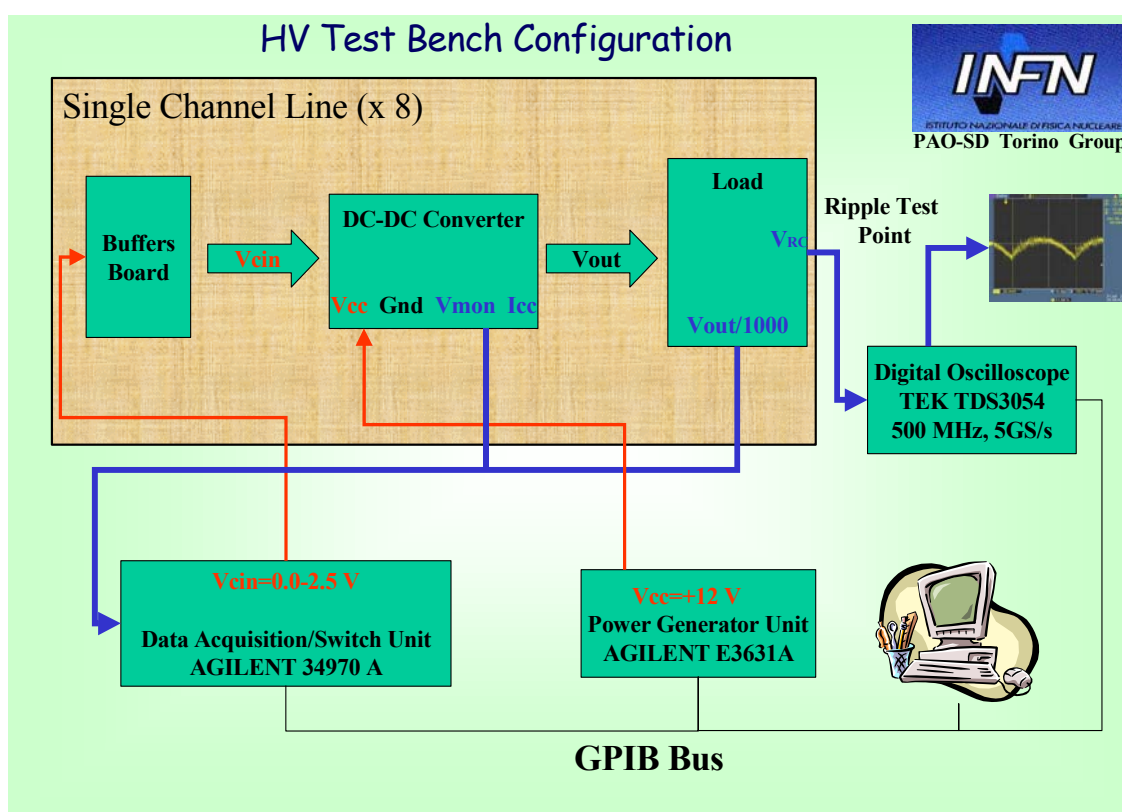 HV Test Bench Configuration
INFN
ISTITUTO NAZIONALE DI FISICA NUCLEARE
PAO-SD Torino Group
Single Channel Line (x 8)
Buffers
Board
Vcin
DC-DC Converter
Vcc Gnd Vmon Icc
Vout
Load
VRC
Vout/1000
Ripple Test
Point
Digital Oscilloscope
TEK TDS3054
500 MHz, 5GS/s
Vcin=0.0-2.5 V
Data Acquisition/Switch Unit
AGILENT 34970 A
Vcc=+12 V
Power Generator Unit
AGILENT E3631A
GPIB Bus